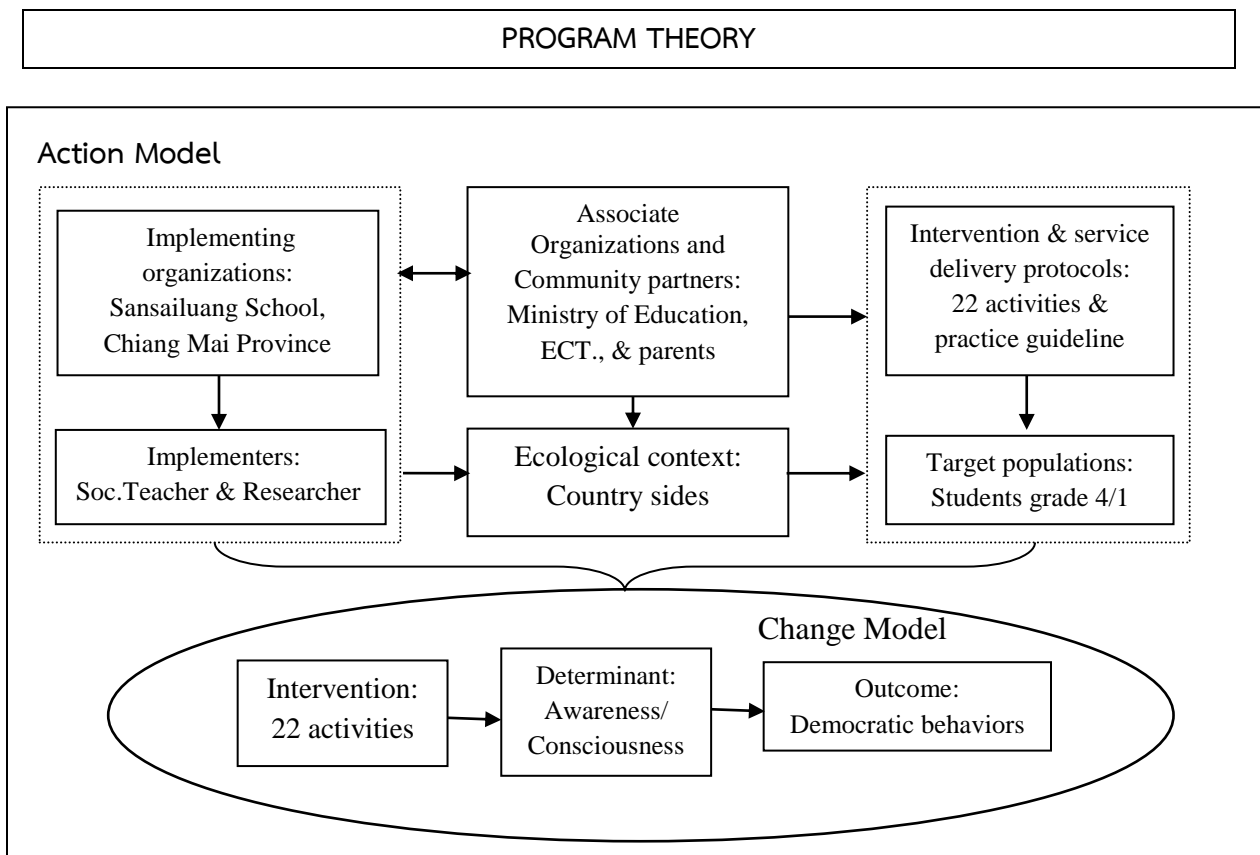 PROGRAM THEORY
Action Model
Implementing
organizations:
Sansailuang School,
Chiang Mai Province
Associate
Organizations and
Community partners:
Ministry of Education,
ECT., & parents
Intervention & service
delivery protocols:
22 activities &
practice guideline
Implementers:
Soc.Teacher & Researcher
Ecological context:
Country sides
Target populations:
Students grade 4/1
Change Model
Intervention:
22 activities
Determinant:
Awareness/
Consciousness
Outcome:
Democratic behaviors